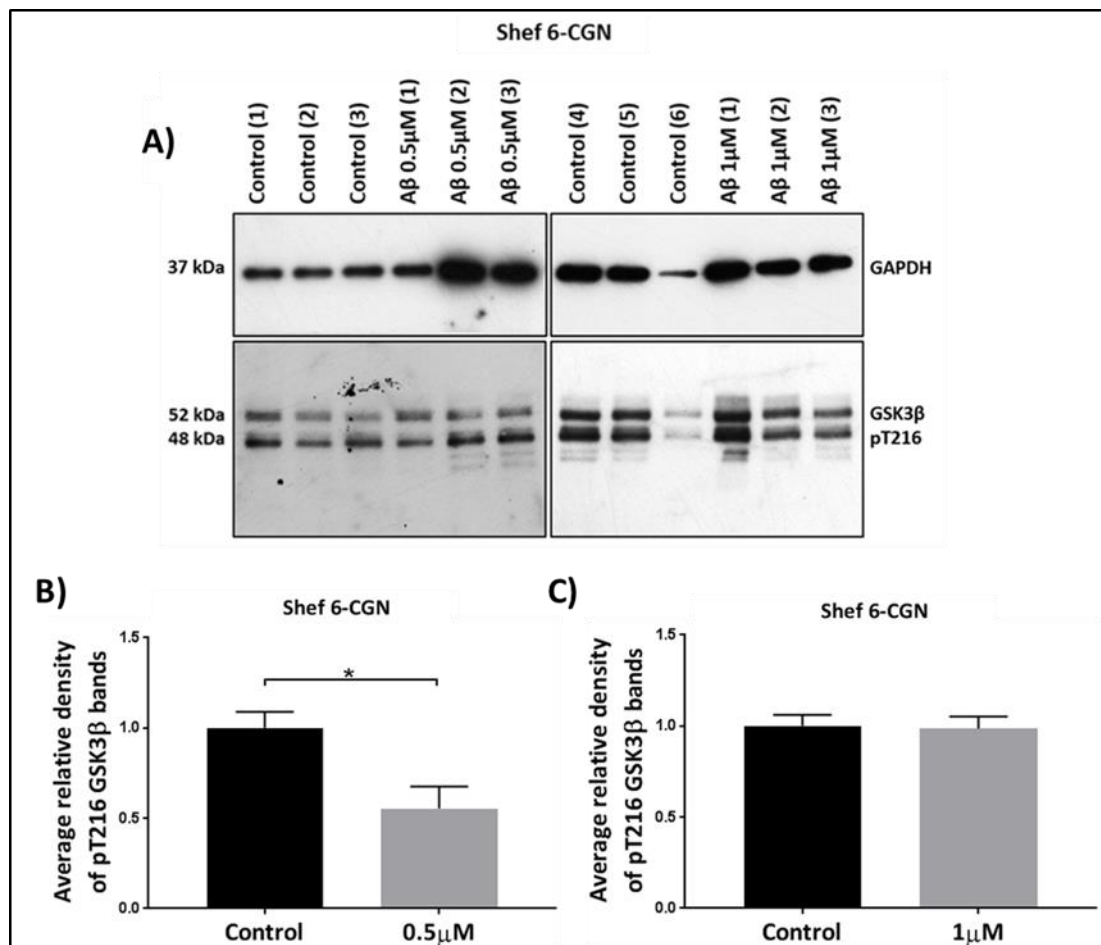 Shef 6-CGN
A)
Control (1)
Control (2)
Control (3)
Aβ 0.5µM (1)
Aβ 0.5µM (2)
Aβ 0.5µM (3)
Control (4)
Control (5)
Control (6)
Aβ 1µM (1)
Aβ 1µM (2)
Aβ 1µM (3)
37 kDa
GAPDH
52 kDa
48 kDa
GSK3β
pT216
B)
Shef 6-CGN
Average relative density
of pT216 GSK3β bands
1.5
1.0
0.5
0.0
*
Control
0.5µM
C)
Shef 6-CGN
Average relative density
of pT216 GSK3β bands
1.5
1.0
0.5
0.0
Control
1µM